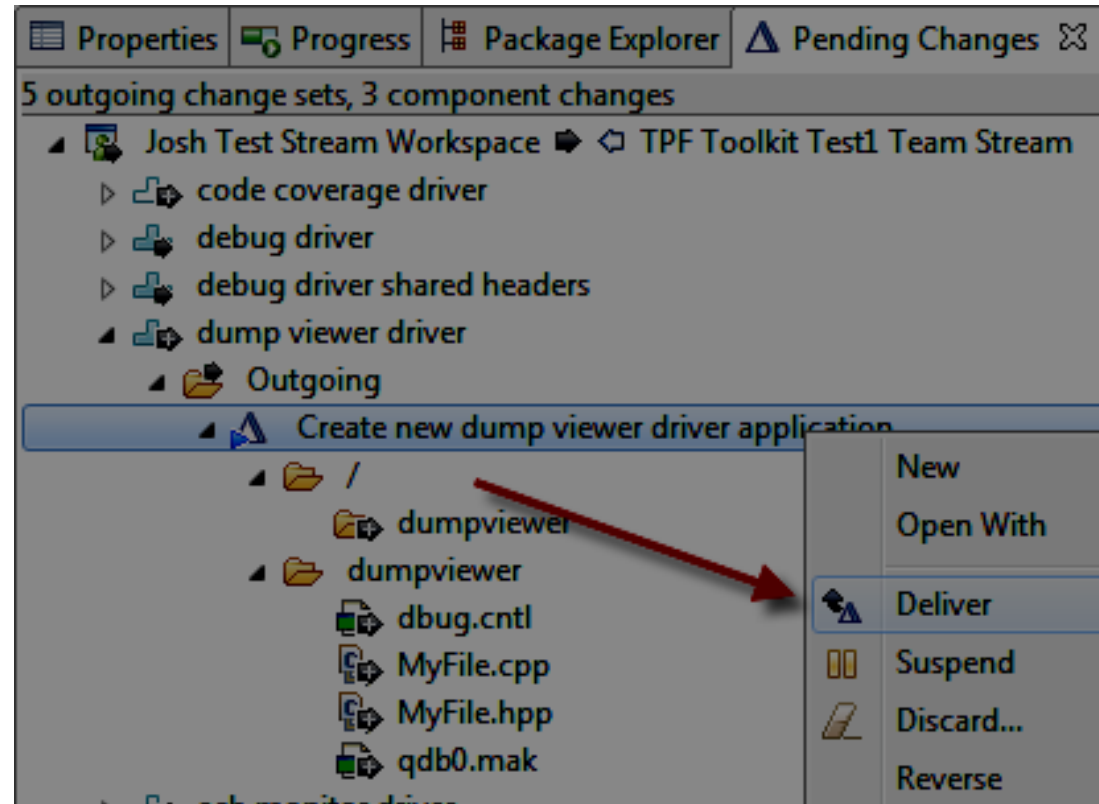 Properties Progress Package Explorer Pending Changes
5 outgoing change sets, 3 component changes
Josh Test Stream Workspace TPF Toolkit Test1 Team Stream
code coverage driver
debug driver
debug driver shared headers
dump viewer driver
Outgoing
Create new dump viewer driver application
/
dumpviewer
dumpviewer
dbug.cntl
MyFile.cpp
MyFile.hpp
qdb0.mak
monitor driver
New
Open With
Deliver
Suspend
Discard...
Reverse